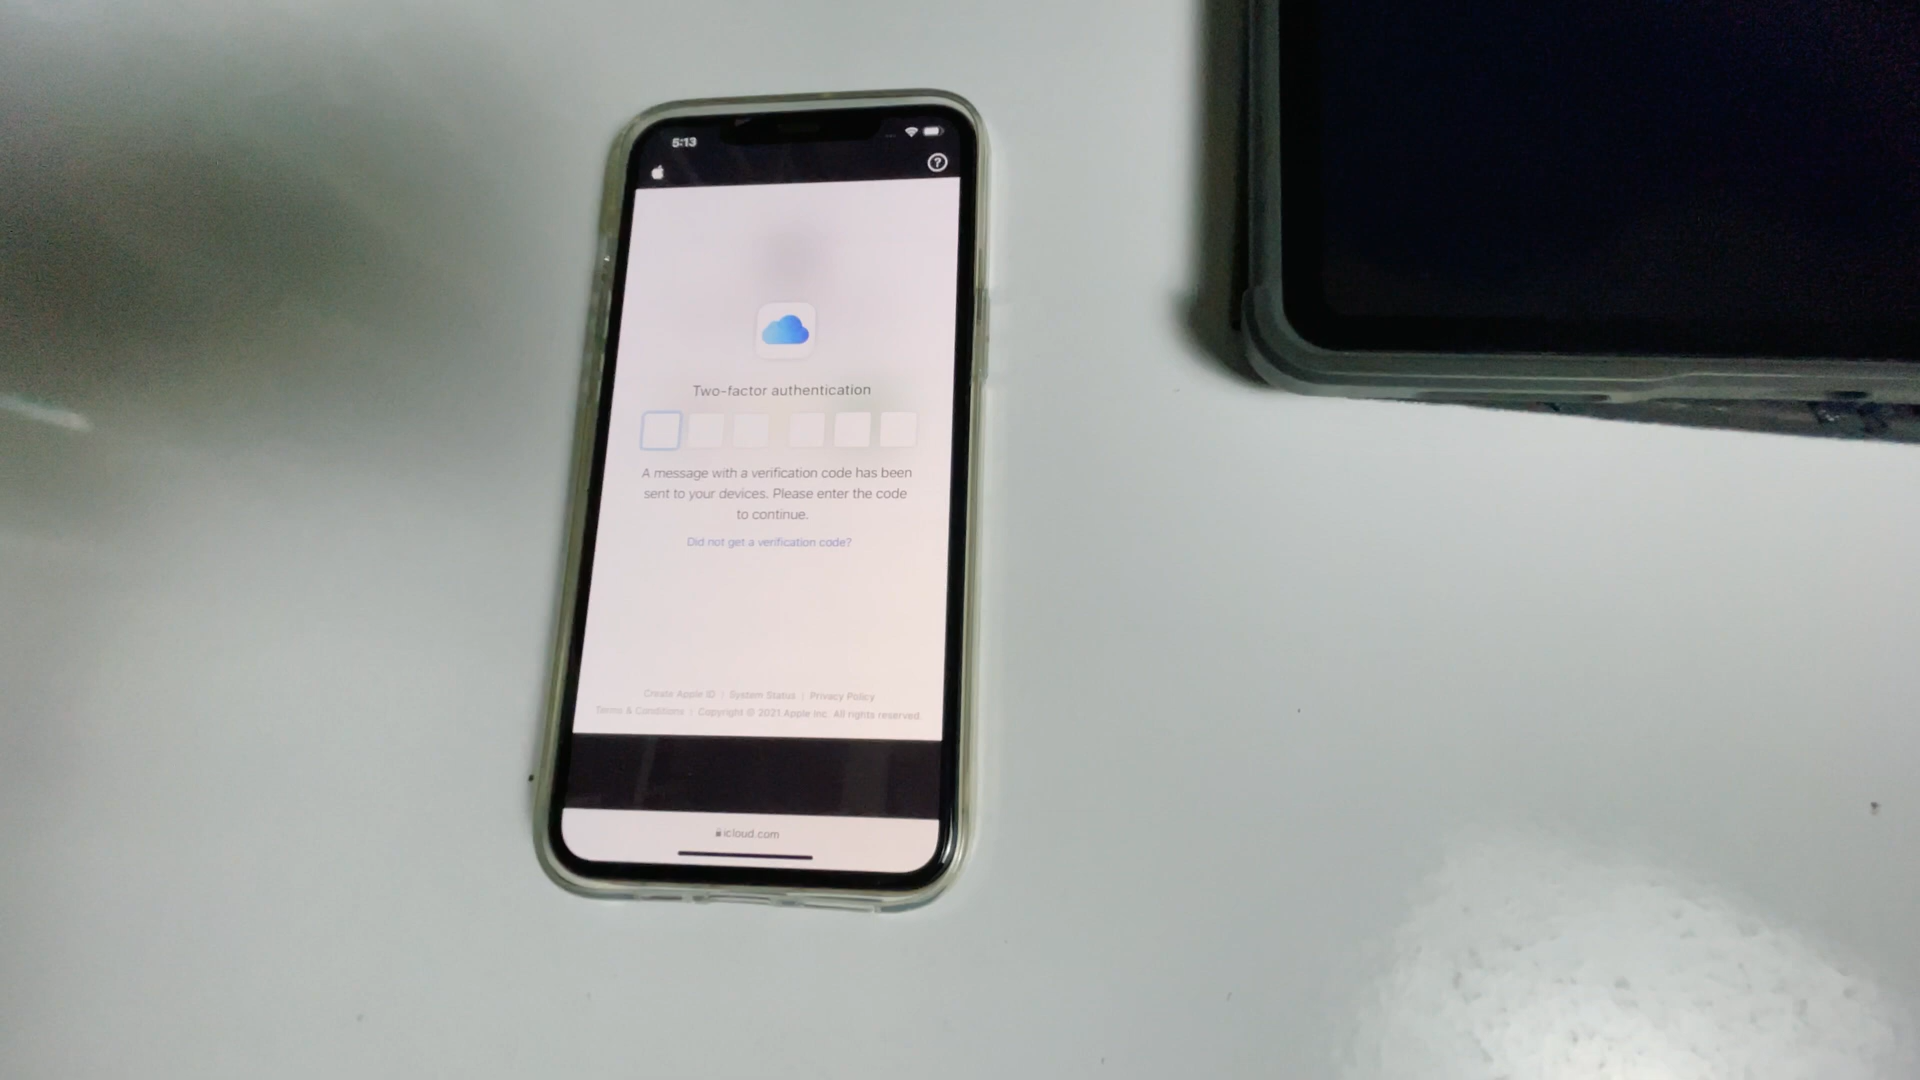 5:13
Two-factor authentication
A message with a verification code has been
sent to your devices. Please enter the code
to continue.
Did not get a verification code?
Create Apple ID | System Status | Privacy Policy
Terms & Conditions | Copyright © 2021 Apple Inc. All rights reserved.
icloud.com